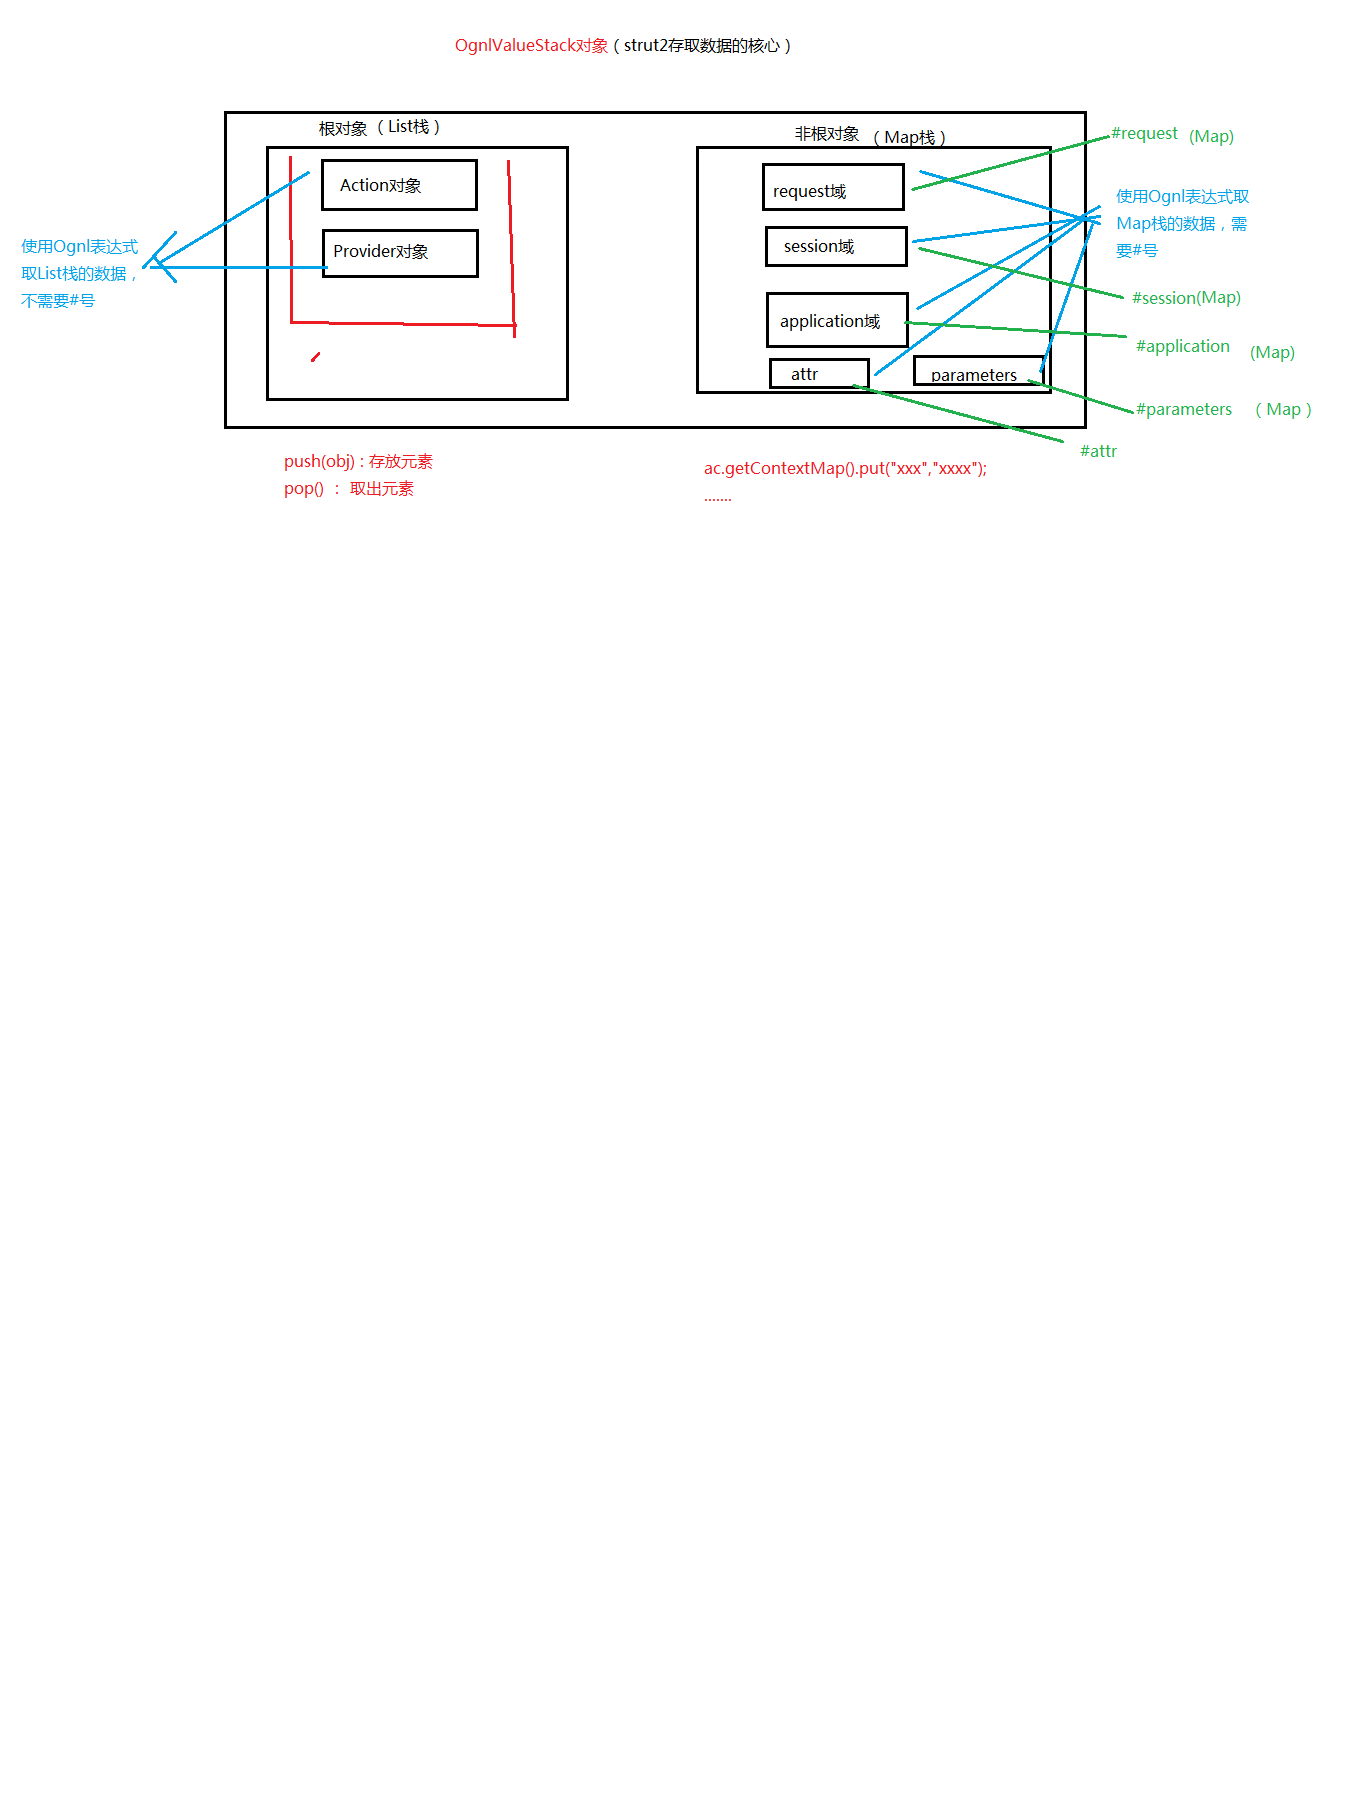 OgnlValueStack对象（strut2存取数据的核心）
根对象（List栈）
Action对象
Provider对象
使用Ognl表达式
取List栈的数据，
不需要#号
push(obj) : 存放元素
pop() ： 取出元素
非根对象（Map栈）
request域
session域
application域
attr
parameters
ac.getContextMap().put("xxx","xxxx");
.......
#request (Map)
使用Ognl表达式取
Map栈的数据，需
要#号
#session(Map)
#application (Map)
#parameters （Map）
#attr